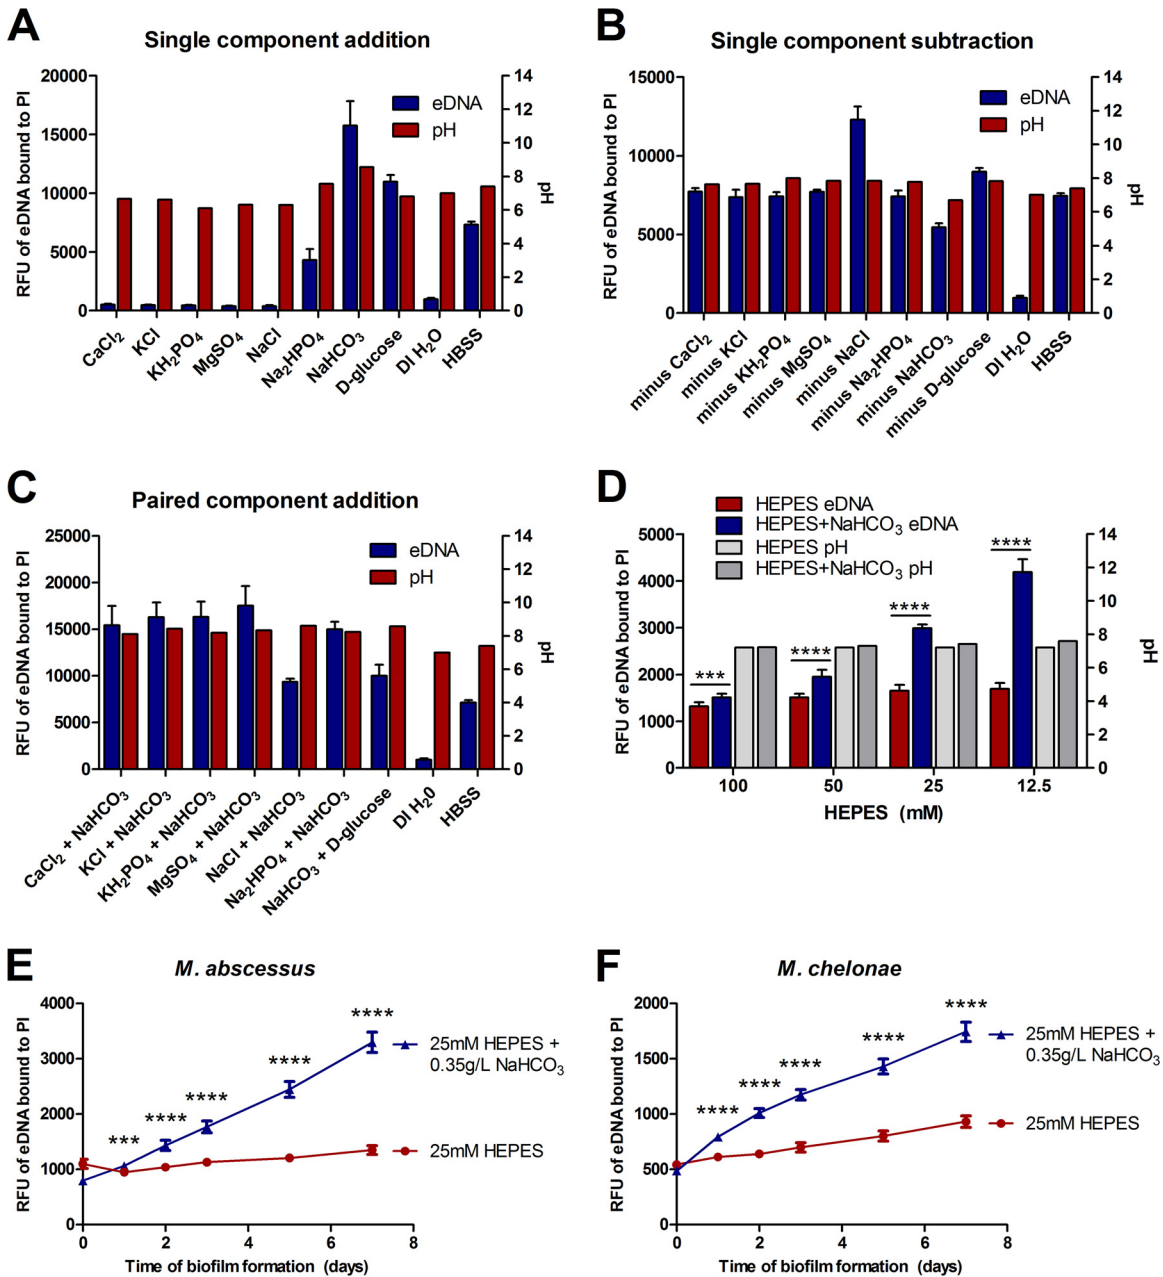 A
Single component addition
RFU of eDNA bound to PI
20000
15000
10000
5000
0
eDNA
pH
14
12
10
8
6
4
2
0
pH
CaCl₂
KCl
KH₂PO₄
MgSO₄
NaCl
Na₂HPO₄
NaHCO₃
D-glucose
DI H₂O
HBSS
B
Single component subtraction
RFU of eDNA bound to PI
15000
10000
5000
0
eDNA
pH
14
12
10
8
6
4
2
0
pH
minus CaCl₂
minus KCl
minus KH₂PO₄
minus MgSO₄
minus NaCl
minus Na₂HPO₄
minus NaHCO₃
minus D-glucose
DI H₂O
HBSS
C
Paired component addition
RFU of eDNA bound to PI
25000
20000
15000
10000
5000
0
eDNA
pH
14
12
10
8
6
4
2
0
pH
CaCl₂ + NaHCO₃
KCl + NaHCO₃
KH₂PO₄ + NaHCO₃
MgSO₄ + NaHCO₃
NaCl + NaHCO₃
Na₂HPO₄ + NaHCO₃
NaHCO₃ + D-glucose
DI H₂0
HBSS
D
HEPES eDNA
HEPES+NaHCO₃ eDNA
HEPES pH
HEPES+NaHCO₃ pH
RFU of eDNA bound to PI
5000
4000
3000
2000
1000
0
***
****
****
****
14
12
10
8
6
4
2
0
pH
100
50
25
12.5
HEPES (mM)
E
M. abscessus
RFU of eDNA bound to PI
4000
3000
2000
1000
0
***
****
****
****
****
25mM HEPES +
0.35g/L NaHCO₃
25mM HEPES
0
2
4
6
8
Time of biofilm formation (days)
F
M. chelonae
RFU of eDNA bound to PI
2000
1500
1000
500
0
****
****
****
****
****
25mM HEPES +
0.35g/L NaHCO₃
25mM HEPES
0
2
4
6
8
Time of biofilm formation (days)